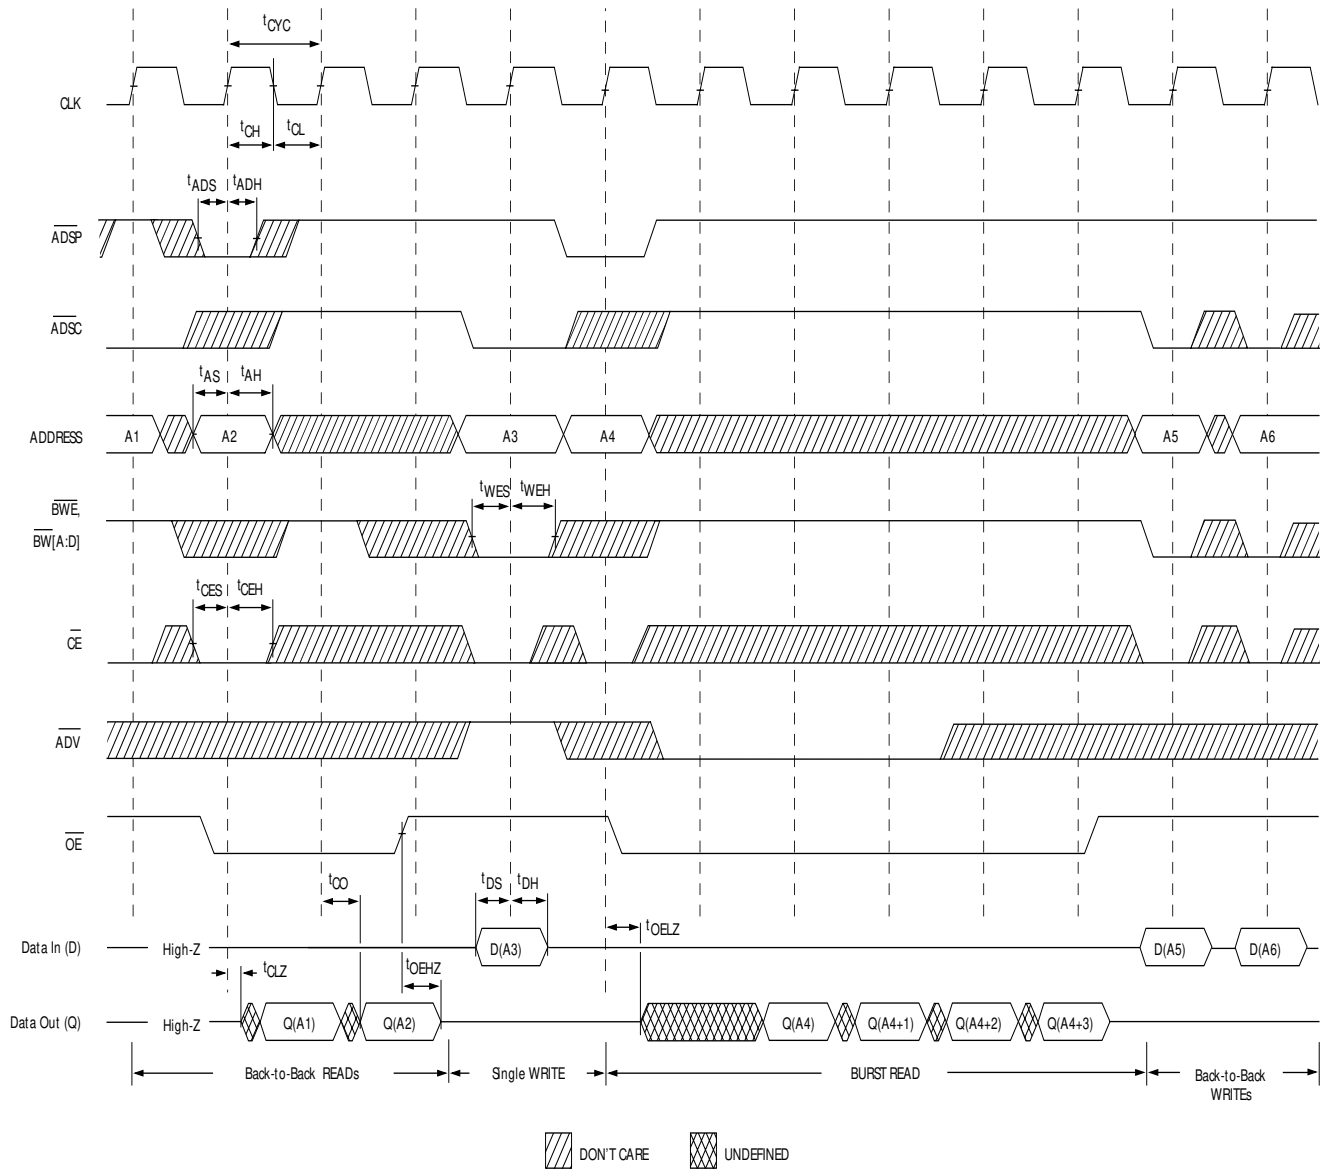 tCYC
CLK
tCH
tCL
tADS
tADH
ADSP
ADSC
tAS
tAH
ADDRESS
A1
A2
A3
A4
A5
A6
tWES
tWEH
BWE,
BW[A:D]
tCES
tCEH
CE
ADV
OE
tCO
tDS
tDH
tOELZ
Data In (D)
High-Z
D(A3)
D(A5)
D(A6)
tCLZ
tOEHZ
Data Out (Q)
High-Z
Q(A1)
Q(A2)
Q(A4)
Q(A4+1)
Q(A4+2)
Q(A4+3)
Back-to-Back READs
Single WRITE
BURST READ
Back-to-Back
WRITEs
DON'T CARE
UNDEFINED